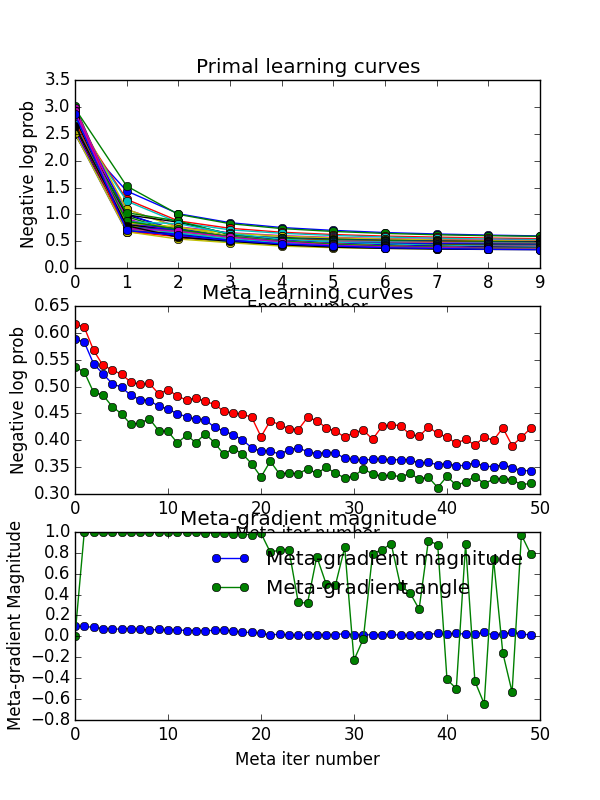 Primal learning curves
3.5
3.0
2.5
2.0
1.5
1.0
0.5
0.0
Negative log prob
0 1 2 3 4 5 6 7 8 9
Epoch number
Meta learning curves
0.65
0.60
0.55
0.50
0.45
0.40
0.35
0.30
Negative log prob
0 10 20 30 40 50
Meta iter number
Meta-gradient magnitude
1.0
0.8
0.6
0.4
0.2
0.0
−0.2
−0.4
−0.6
−0.8
Meta-gradient Magnitude
Meta-gradient magnitude
Meta-gradient angle
0 10 20 30 40 50
Meta iter number